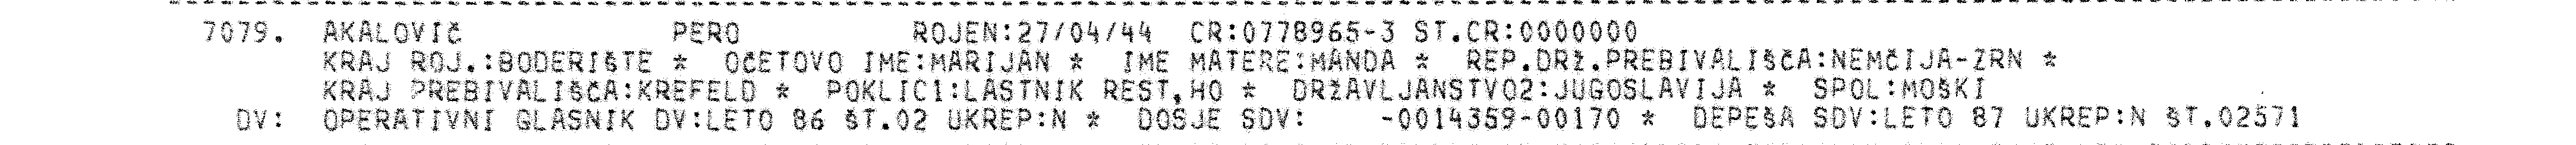 7079. AKALOVIČ PERO ROJEN:27/04/44 CR:0778965-3 ST.CR:0000000
KRAJ ROJ.:BODERIŠTE * OČETOVO IME:MARIJAN * IME MATERE:MANDA * REP.DRŽ.PREBIVALIŠČA:NEMČIJA-ZRN *
KRAJ PREBIVALIŠČA:KREFELD * POKLIC1:LASTNIK REST,HO * DRŽAVLJANSTVO2:JUGOSLAVIJA * SPOL:MOŠKI
DV: OPERATIVNI GLASNIK DV:LETO 86 ŠT.02 UKREP:N * DOSJE SDV: -0014359-00170 * DEPEŠA SDV:LETO 87 UKREP:N ŠT.02571